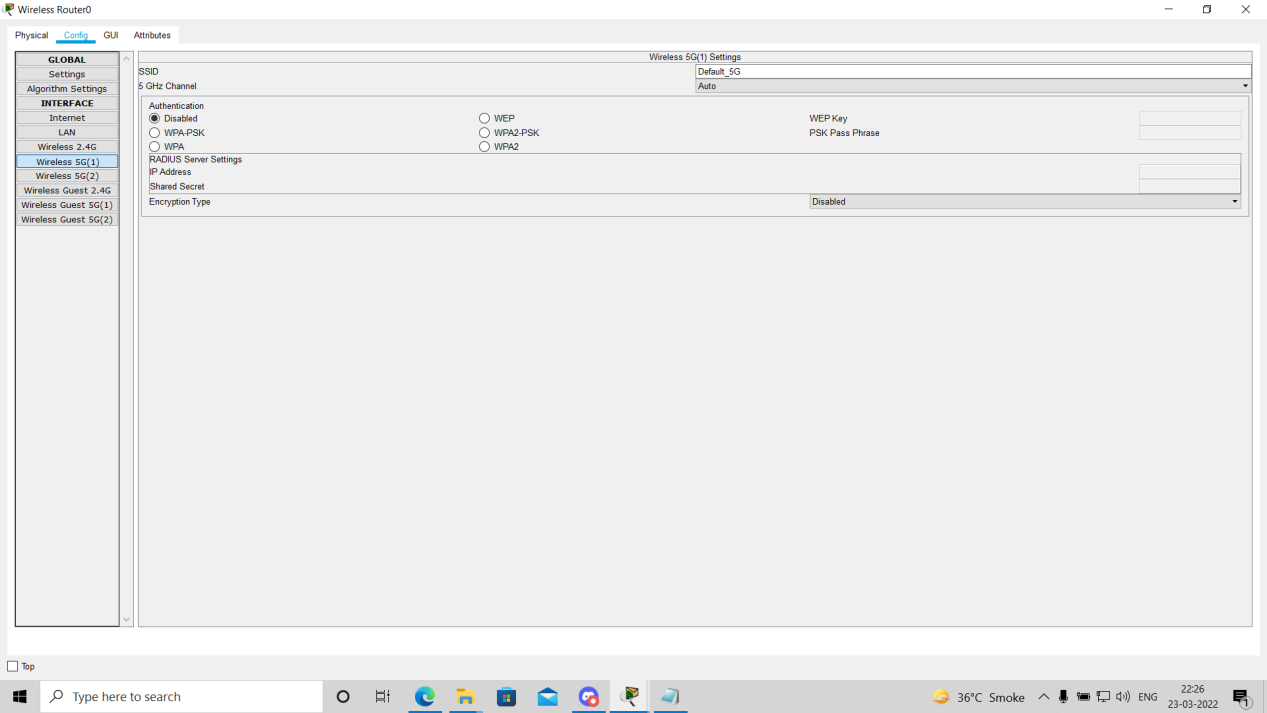 Wireless Router0
Physical Config GUI Attributes
GLOBAL
Settings
Algorithm Settings
INTERFACE
Internet
LAN
Wireless 2.4G
Wireless 5G(1)
Wireless 5G(2)
Wireless Guest 2.4G
Wireless Guest 5G(1)
Wireless Guest 5G(2)
Wireless 5G(1) Settings
SSID Default_5G
5 GHz Channel Auto
Authentication
Disabled WEP WEP Key
WPA-PSK WPA2-PSK PSK Pass Phrase
WPA WPA2
RADIUS Server Settings
IP Address
Shared Secret
Encryption Type Disabled
Top
Type here to search
36°C Smoke
ENG
22:26
23-03-2022
1